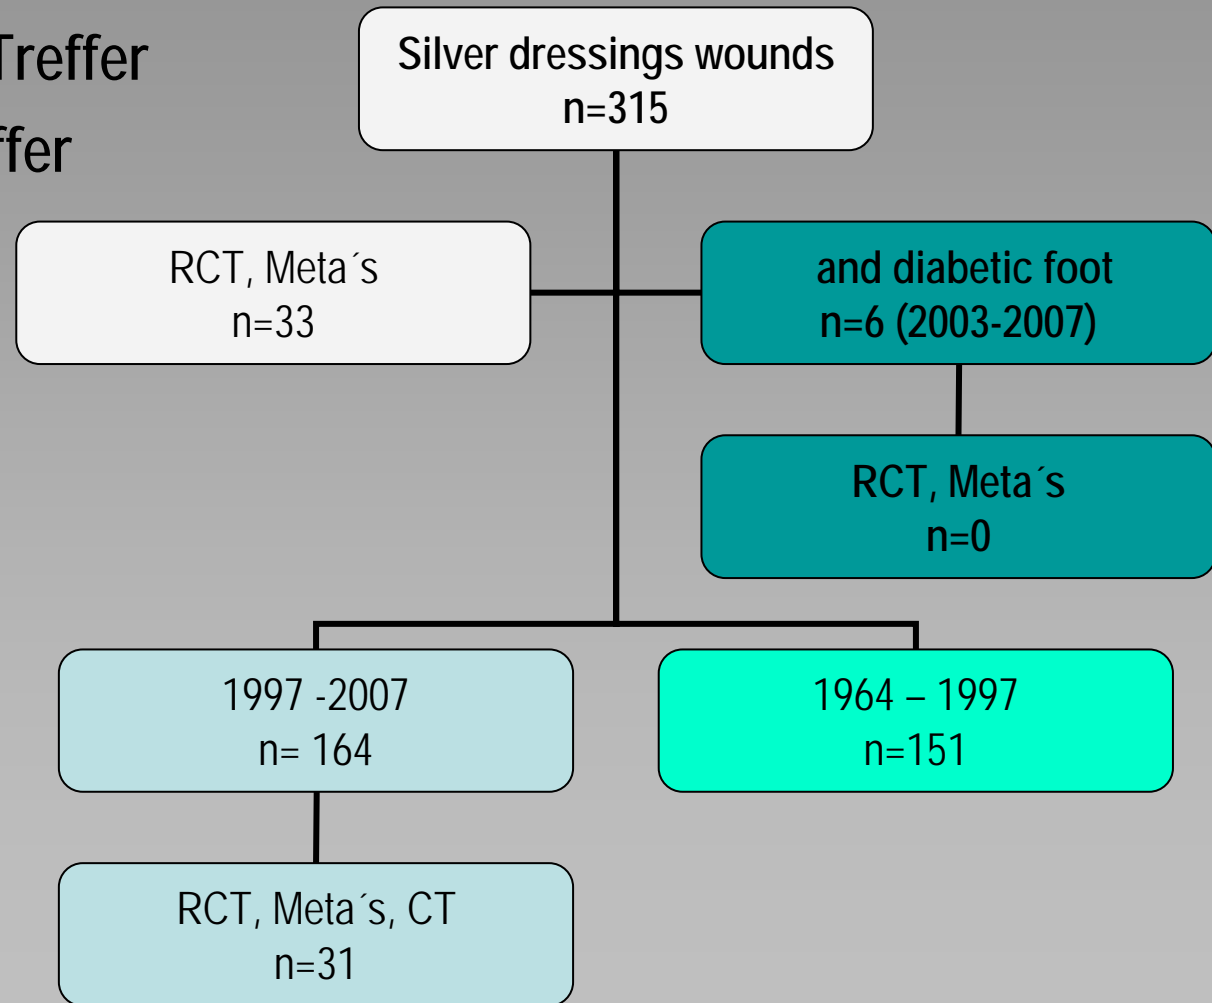 Treffer
Silver dressings wounds
n=315
RCT, Meta´s
n=33
and diabetic foot
n=6 (2003-2007)
RCT, Meta´s
n=0
1997 -2007
n= 164
1964 – 1997
n=151
RCT, Meta´s, CT
n=31